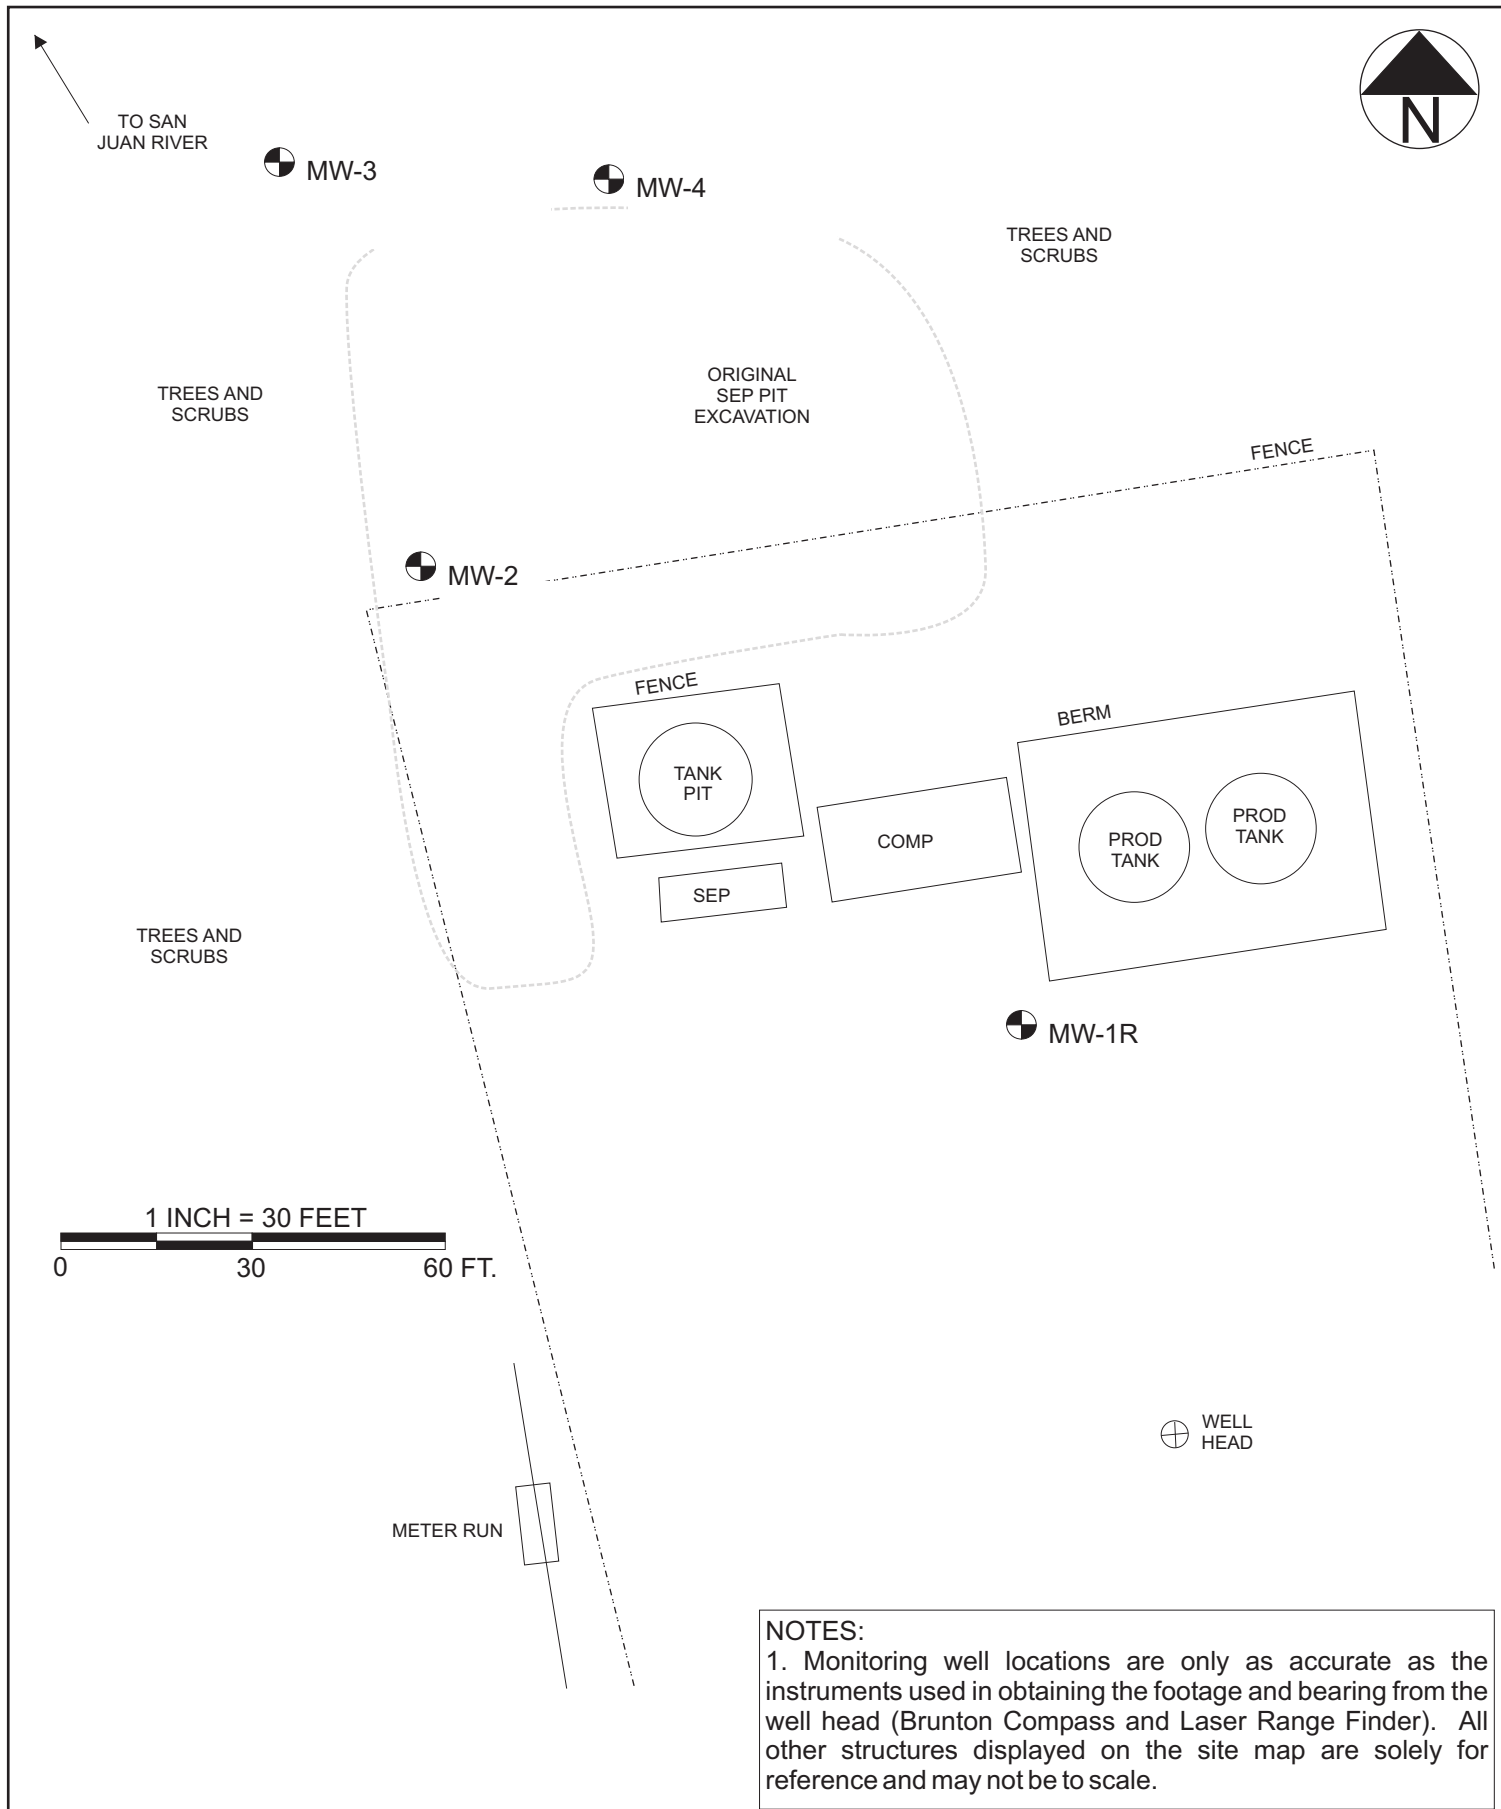 TO SAN
JUAN RIVER
N
MW-3
MW-4
TREES AND
SCRUBS
TREES AND
SCRUBS
ORIGINAL
SEP PIT
EXCAVATION
FENCE
MW-2
FENCE
BERM
TANK
PIT
COMP
PROD
TANK
PROD
TANK
SEP
TREES AND
SCRUBS
MW-1R
1 INCH = 30 FEET
0 30 60 FT.
WELL
HEAD
METER RUN
NOTES:
1. Monitoring well locations are only as accurate as the
instruments used in obtaining the footage and bearing from the
well head (Brunton Compass and Laser Range Finder). All
other structures displayed on the site map are solely for
reference and may not be to scale.